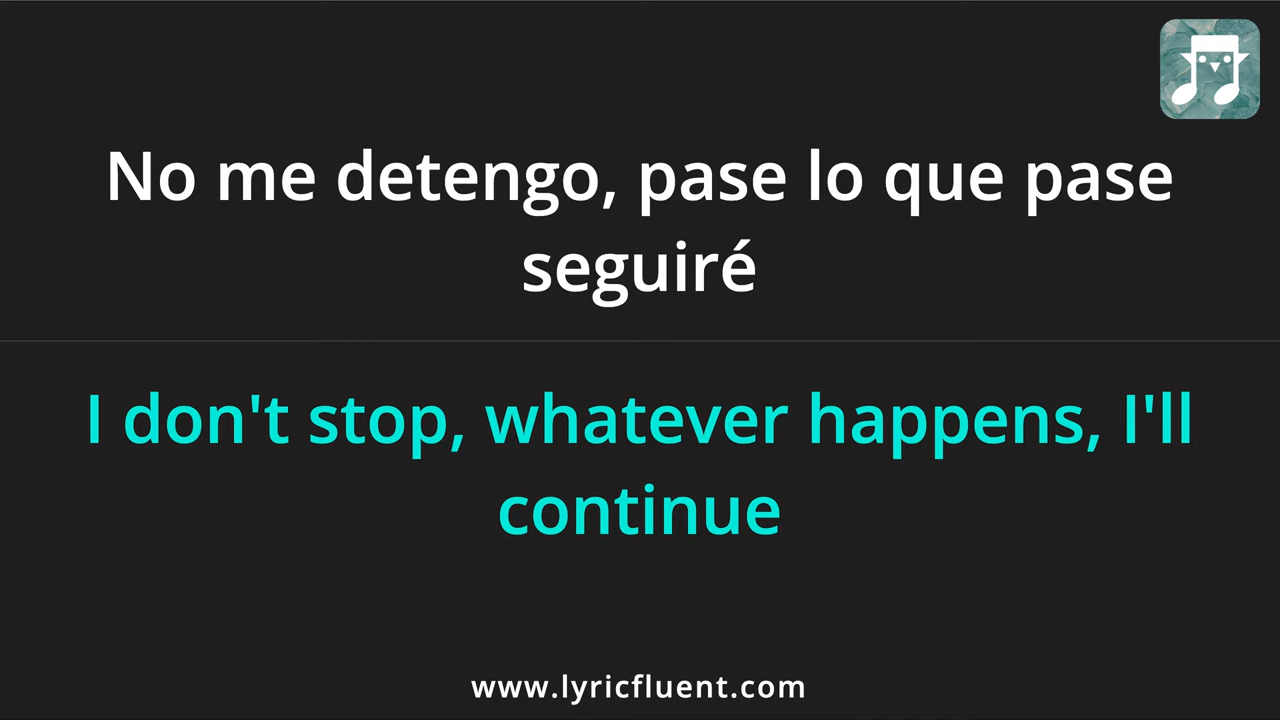 No me detengo, pase lo que pase
seguiré
I don't stop, whatever happens, I'll
continue
www.lyricfluent.com